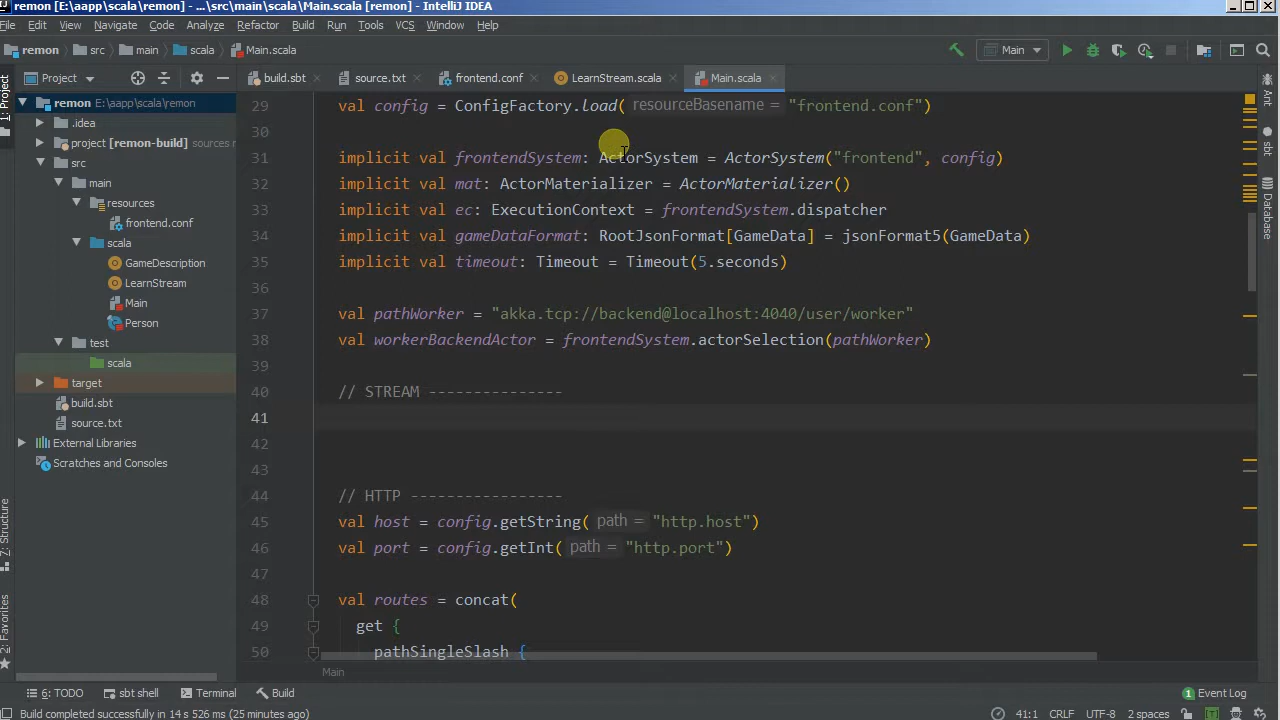 remon [E:\aapp\scala\remon] - ...\src\main\scala\Main.scala [remon] - IntelliJ IDEA
File Edit View Navigate Code Analyze Refactor Build Run Tools VCS Window Help
remon src main scala Main.scala Main
Project build.sbt source.txt frontend.conf LearnStream.scala Main.scala
1: Project
Z: Structure
2: Favorites
Ant
sbt
Database
remon E:\aapp\scala\remon
.idea
project [remon-build] sources r
src
main
resources
frontend.conf
scala
GameDescription
LearnStream
Main
Person
test
scala
target
build.sbt
source.txt
External Libraries
Scratches and Consoles
29 val config = ConfigFactory.load( resourceBasename = "frontend.conf")
30
31 implicit val frontendSystem: ActorSystem = ActorSystem("frontend", config)
32 implicit val mat: ActorMaterializer = ActorMaterializer()
33 implicit val ec: ExecutionContext = frontendSystem.dispatcher
34 implicit val gameDataFormat: RootJsonFormat[GameData] = jsonFormat5(GameData)
35 implicit val timeout: Timeout = Timeout(5.seconds)
36
37 val pathWorker = "akka.tcp://backend@localhost:4040/user/worker"
38 val workerBackendActor = frontendSystem.actorSelection(pathWorker)
39
40 // STREAM ---------------
41
42
43
44 // HTTP -----------------
45 val host = config.getString( path = "http.host")
46 val port = config.getInt( path = "http.port")
47
48 val routes = concat(
49 get {
50 pathSingleSlash {
Main
6: TODO sbt shell Terminal Build 1 Event Log
Build completed successfully in 14 s 526 ms (25 minutes ago) 41:1 CRLF UTF-8 2 spaces [T]